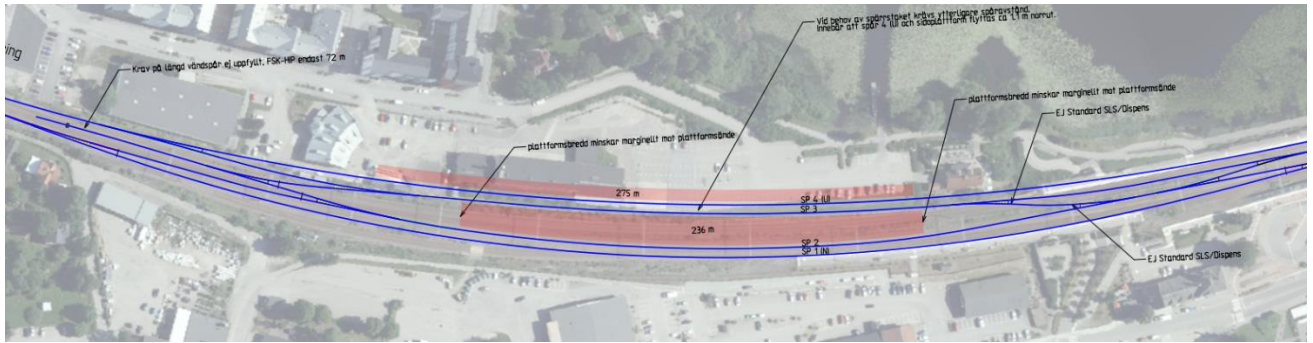 Vid behov av spärrstaket krävs ytterligare spåravstånd.
Innebär att spår 4 (U) och sidoplattform flyttas ca 1,1 m norrut.
ing
Krav på längd vändspår ej uppfyllt. FSK-HP endast 72 m
plattformsbredd minskar marginellt mot plattformsände
EJ Standard SLS/Dispens
plattformsbredd minskar marginellt mot plattformsände
275 m
SP 4 (U)
SP 3
236 m
SP 2
SP 1 (N)
EJ Standard SLS/Dispens